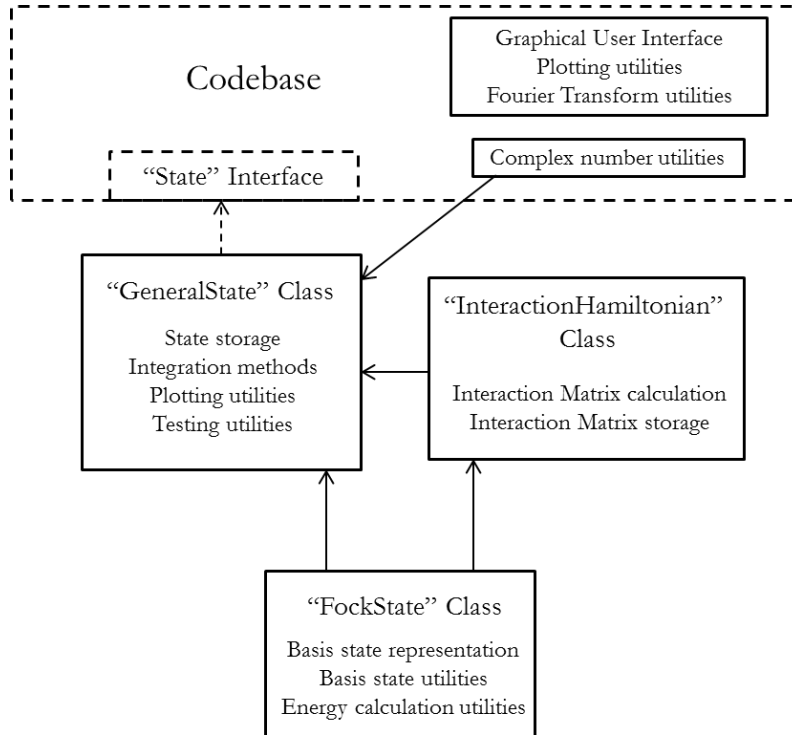 Codebase
Graphical User Interface
Plotting utilities
Fourier Transform utilities
Complex number utilities
“State” Interface
“GeneralState” Class
State storage
Integration methods
Plotting utilities
Testing utilities
“InteractionHamiltonian”
Class
Interaction Matrix calculation
Interaction Matrix storage
“FockState” Class
Basis state representation
Basis state utilities
Energy calculation utilities